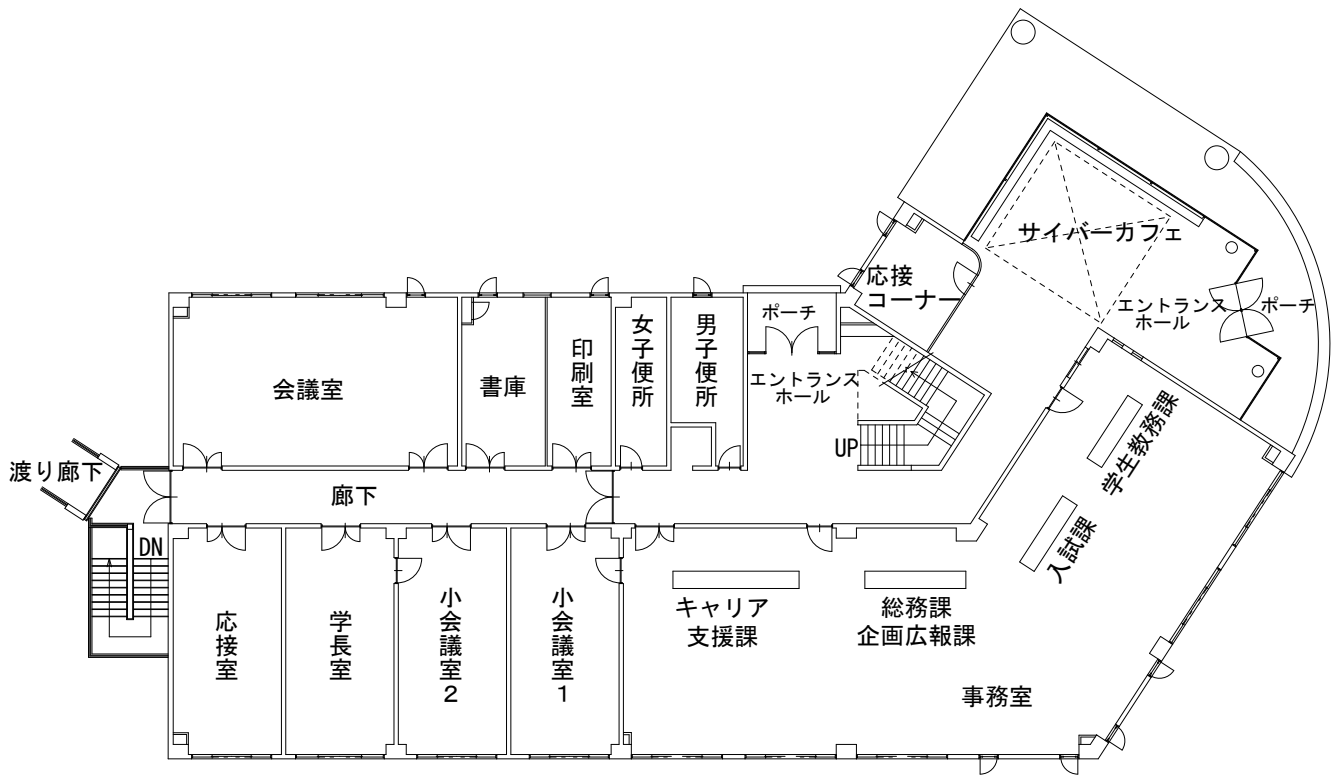 サイバーカフェ
応接
コーナー
エントランス
ホール
ポーチ
ポーチ
エントランス
ホール
女子便所
男子便所
印刷室
書庫
会議室
学生教務課
UP
渡り廊下
廊下
入試課
DN
キャリア
支援課
総務課
企画広報課
応接室
学長室
小会議室2
小会議室1
事務室